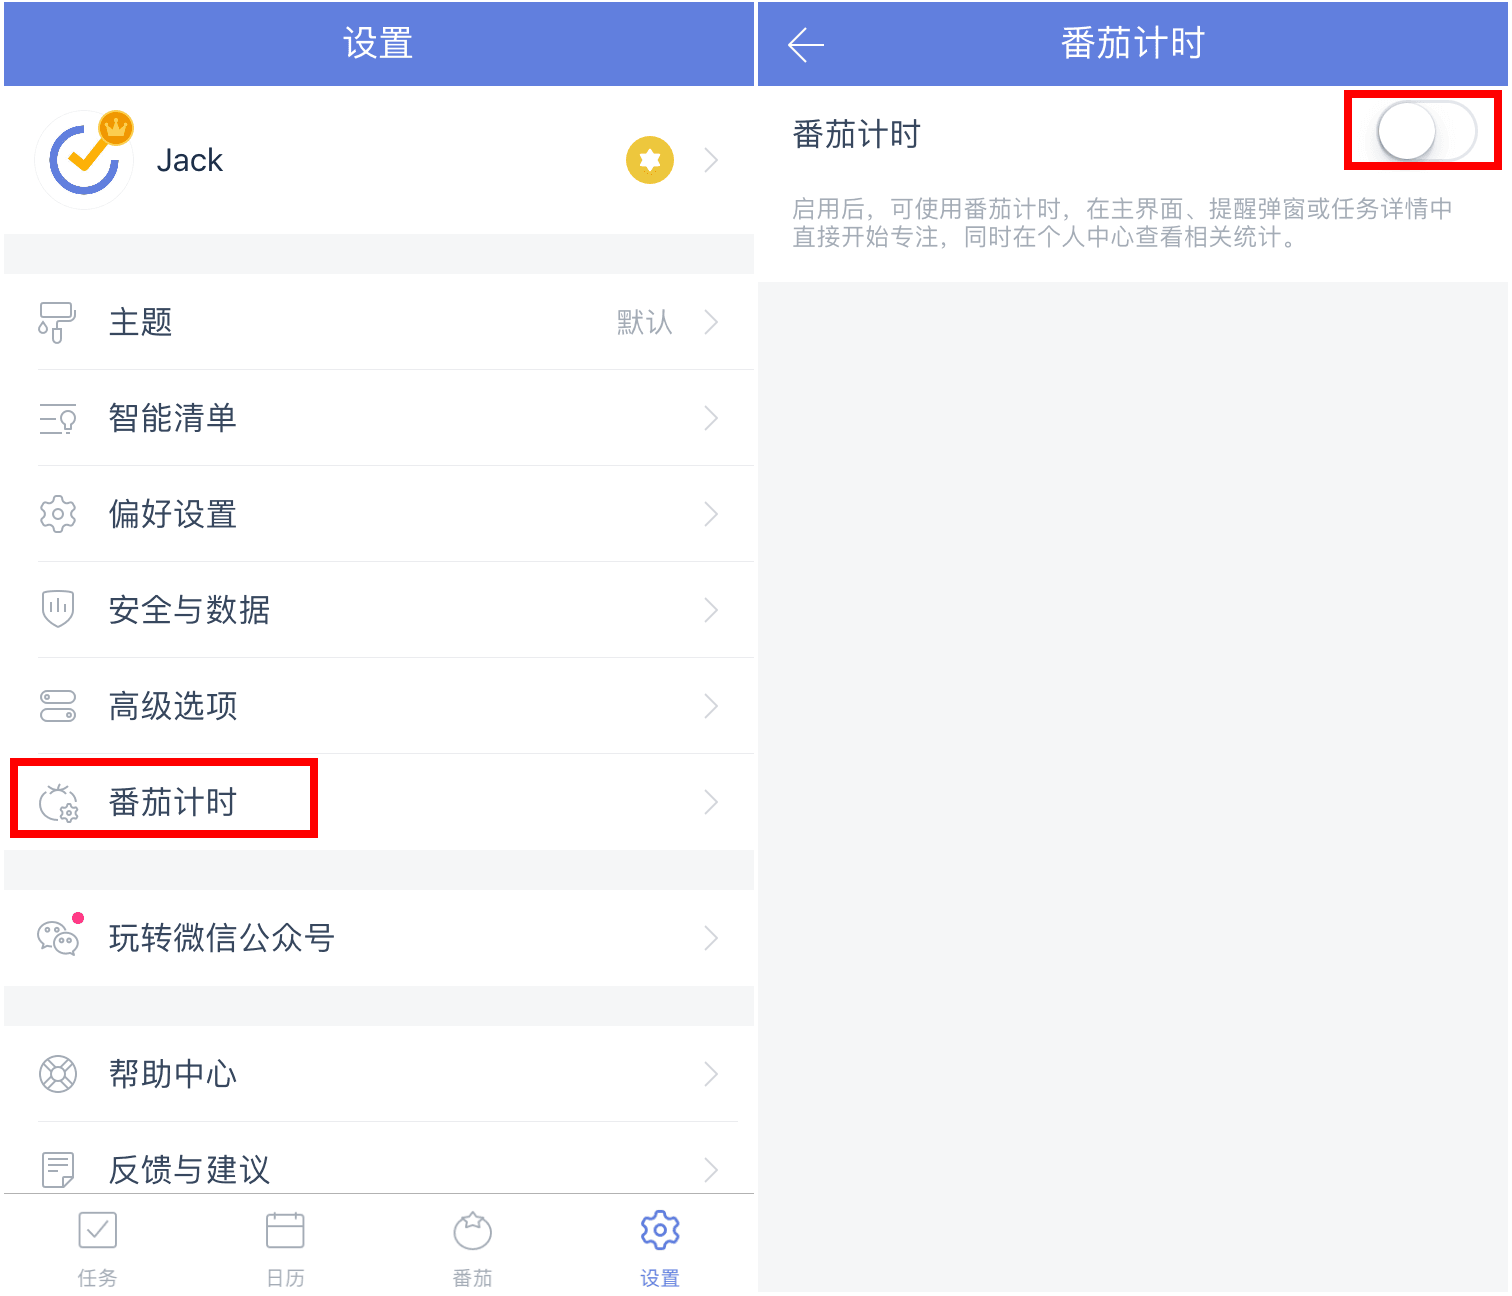 设置
Jack
主题
默认
智能清单
偏好设置
安全与数据
高级选项
番茄计时
玩转微信公众号
帮助中心
反馈与建议
任务
日历
番茄
设置
番茄计时
番茄计时
启用后，可使用番茄计时，在主界面、提醒弹窗或任务详情中
直接开始专注，同时在个人中心查看相关统计。